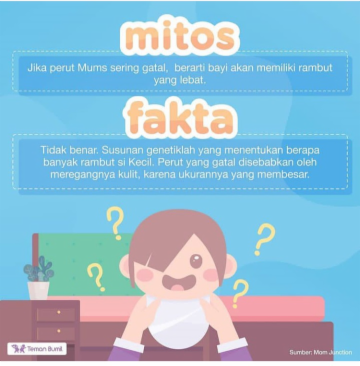 mitos
Jika perut Mums sering gatal, berarti bayi akan memiliki rambut
yang lebat.
fakta
Tidak benar. Susunan genetiklah yang menentukan berapa
banyak rambut si Kecil. Perut yang gatal disebabkan oleh
meregangnya kulit, karena ukurannya yang membesar.
? ? ? ?
Teman Bumil
Sumber: Mom Junction